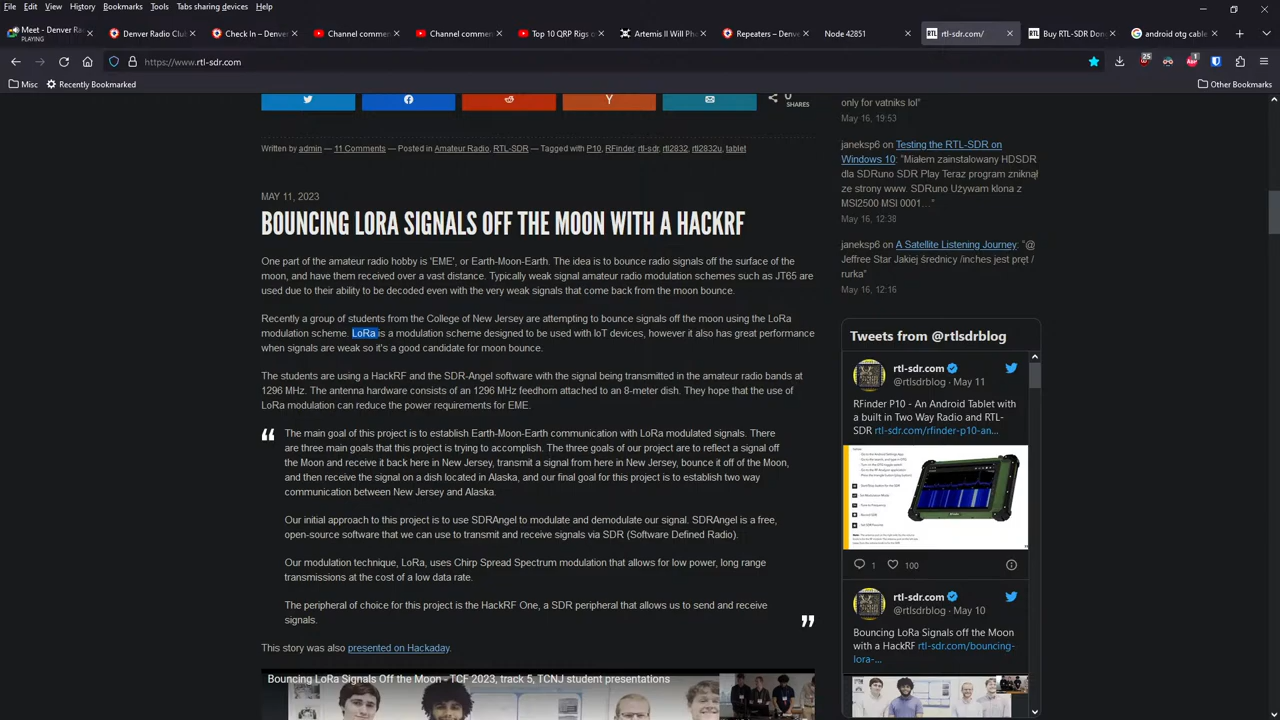 File Edit View History Bookmarks Tools Tabs sharing devices Help
Meet - Denver Ra
PLAYING
Denver Radio Clu
Check In – Denver
Channel commen
Channel commen
Top 10 QRP Rigs o
Artemis II Will Pho
Repeaters – Denve
Node 42851
rtl-sdr.com/
Buy RTL-SDR Don
android otg cable
https://www.rtl-sdr.com
25
1
Misc
Recently Bookmarked
Other Bookmarks
0
SHARES
Written by admin — 11 Comments — Posted in Amateur Radio, RTL-SDR — Tagged with P10, RFinder, rtl-sdr, rtl2832, rtl2832u, tablet
MAY 11, 2023
BOUNCING LORA SIGNALS OFF THE MOON WITH A HACKRF
One part of the amateur radio hobby is 'EME', or Earth-Moon-Earth. The idea is to bounce radio signals off the surface of the
moon, and have them received over a vast distance. Typically weak signal amateur radio modulation schemes such as JT65 are
used due to their ability to be decoded even with the very weak signals that come back from the moon bounce.
Recently a group of students from the College of New Jersey are attempting to bounce signals off the moon using the LoRa
modulation scheme. LoRa is a modulation scheme designed to be used with IoT devices, however it also has great performance
when signals are weak so it's a good candidate for moon bounce.
The students are using a HackRF and the SDR-Angel software with the signal being transmitted in the amateur radio bands at
1296 MHz. The antenna hardware consists of an 1296 MHz feedhorn attached to an 8-meter dish. They hope that the use of
LoRa modulation can reduce the power requirements for EME.
“ The main goal of this project is to establish Earth-Moon-Earth communication with LoRa modulated signals. There
are three main goals that this project is trying to accomplish. The three goals of our project are to reflect a signal off
the Moon and receive it back here in New Jersey, transmit a signal from here in New Jersey, bounce it off of the Moon,
and then receive the signal on a dish located in Alaska, and our final goal for this project is to establish two way
communication between New Jersey and Alaska.
Our initial approach to this project is to use SDRAngel to modulate and demodulate our signal. SDRAngel is a free,
open-source software that we can use to transmit and receive signals via SDR (Software Defined Radio).
Our modulation technique, LoRa, uses Chirp Spread Spectrum modulation that allows for low power, long range
transmissions at the cost of a low data rate.
The peripheral of choice for this project is the HackRF One, a SDR peripheral that allows us to send and receive
signals. ”
This story was also presented on Hackaday.
Bouncing LoRa Signals Off the Moon - TCF 2023, track 5, TCNJ student presentations
only for vatniks lol”
May 16, 19:53
janeksp6 on Testing the RTL-SDR on
Windows 10: “Miałem zainstalowany HDSDR
dla SDRuno SDR Play Teraz program zniknął
ze strony www. SDRuno Używam klona z
MSI2500 MSI 0001…”
May 16, 12:38
janeksp6 on A Satellite Listening Journey: “@
Jeffree Star Jakiej średnicy /inches jest pręt /
rurka”
May 16, 12:16
Tweets from @rtlsdrblog
rtl-sdr.com
@rtlsdrblog · May 11
RFinder P10 - An Android Tablet with
a built in Two Way Radio and RTL-
SDR rtl-sdr.com/rfinder-p10-an…
1 100
rtl-sdr.com
@rtlsdrblog · May 10
Bouncing LoRa Signals off the Moon
with a HackRF rtl-sdr.com/bouncing-
lora-…